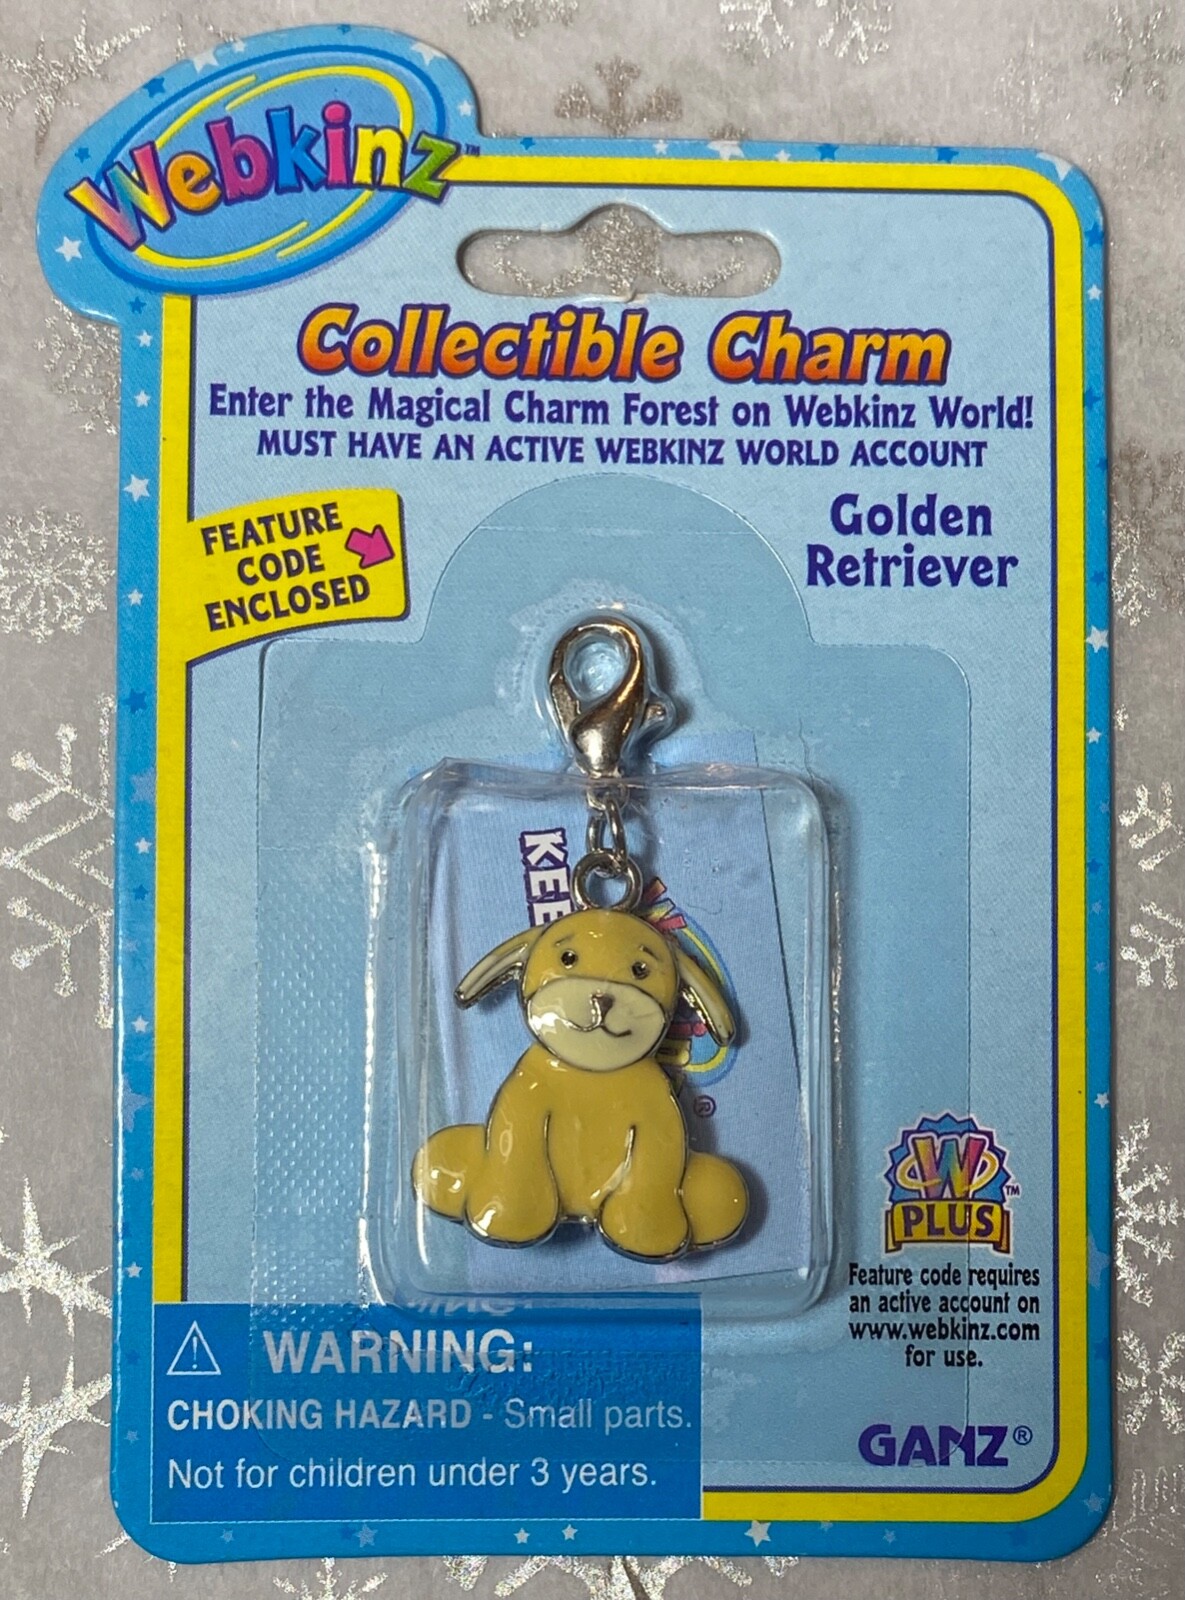 Webkinz™
Collectible Charm
Enter the Magical Charm Forest on Webkinz World!
MUST HAVE AN ACTIVE WEBKINZ WORLD ACCOUNT
FEATURE
CODE
ENCLOSED
Golden
Retriever
KEE
®
W
™
PLUS
Feature code requires
an active account on
www.webkinz.com
for use.
GANZ®
WARNING:
CHOKING HAZARD - Small parts.
Not for children under 3 years.